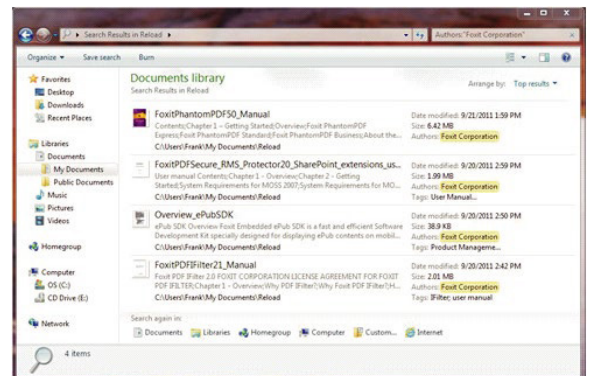 Search Results in Reload
Authors:"Foxit Corporation"
Organize
Save search
Burn
Favorites
Desktop
Downloads
Recent Places
Libraries
Documents
My Documents
Public Documents
Music
Pictures
Videos
Homegroup
Computer
OS (C:)
CD Drive (E:)
Network
Documents library
Search Results in Reload
Arrange by: Top results
FoxitPhantomPDF50_Manual
Contents;Chapter 1 – Getting Started;Overview;Foxit PhantomPDF
Express;Foxit PhantomPDF Standard;Foxit PhantomPDF Business;About the...
C:\Users\Frank\My Documents\Reload
Date modified: 9/21/2011 1:59 PM
Size: 6.42 MB
Authors: Foxit Corporation
FoxitPDFSecure_RMS_Protector20_SharePoint_extensions_us...
User manual Contents;Chapter 1 - Overview;Chapter 2 - Getting
Started;System Requirements for MOSS 2007;System Requirements for MO...
C:\Users\Frank\My Documents\Reload
Date modified: 9/20/2011 2:59 PM
Size: 1.99 MB
Authors: Foxit Corporation
Tags: User Manual...
Overview_ePubSDK
ePub SDK Overview Foxit Embedded ePub SDK is a fast and efficient Software
Development Kit specially designed for displaying ePub contents on mobil...
C:\Users\Frank\My Documents\Reload
Date modified: 9/20/2011 2:50 PM
Size: 38.9 KB
Authors: Foxit Corporation
Tags: Product Manageme...
FoxitPDFIFilter21_Manual
Foxit PDF IFilter 2.0 FOXIT CORPORATION LICENSE AGREEMENT FOR FOXIT
PDF IFILTER;Chapter 1 - Overview;Why PDF IFilter?;Why Foxit PDF IFilter?;H...
C:\Users\Frank\My Documents\Reload
Date modified: 9/20/2011 2:42 PM
Size: 2.01 MB
Authors: Foxit Corporation
Tags: IFilter; user manual
Search again in:
Documents
Libraries
Homegroup
Computer
Custom...
Internet
4 items